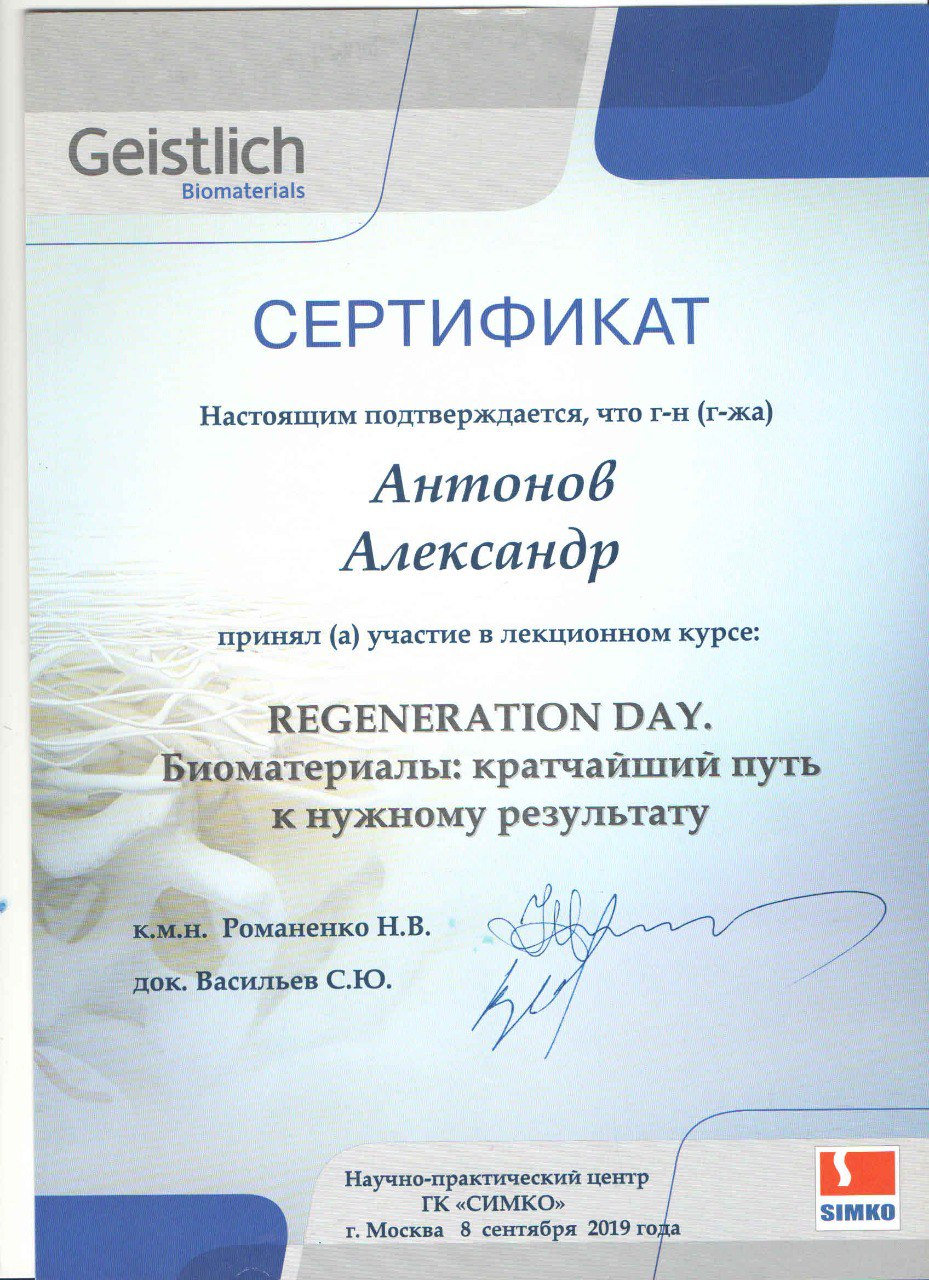 Geistlich
Biomaterials
СЕРТИФИКАТ
Настоящим подтверждается, что г-н (г-жа)
Антонов
Александр
принял (а) участие в лекционном курсе:
REGENERATION DAY.
Биоматериалы: кратчайший путь
к нужному результату
к.м.н. Романенко Н.В.
док. Васильев С.Ю.
Научно-практический центр
ГК «СИМКО»
г. Москва 8 сентября 2019 года
SIMKO